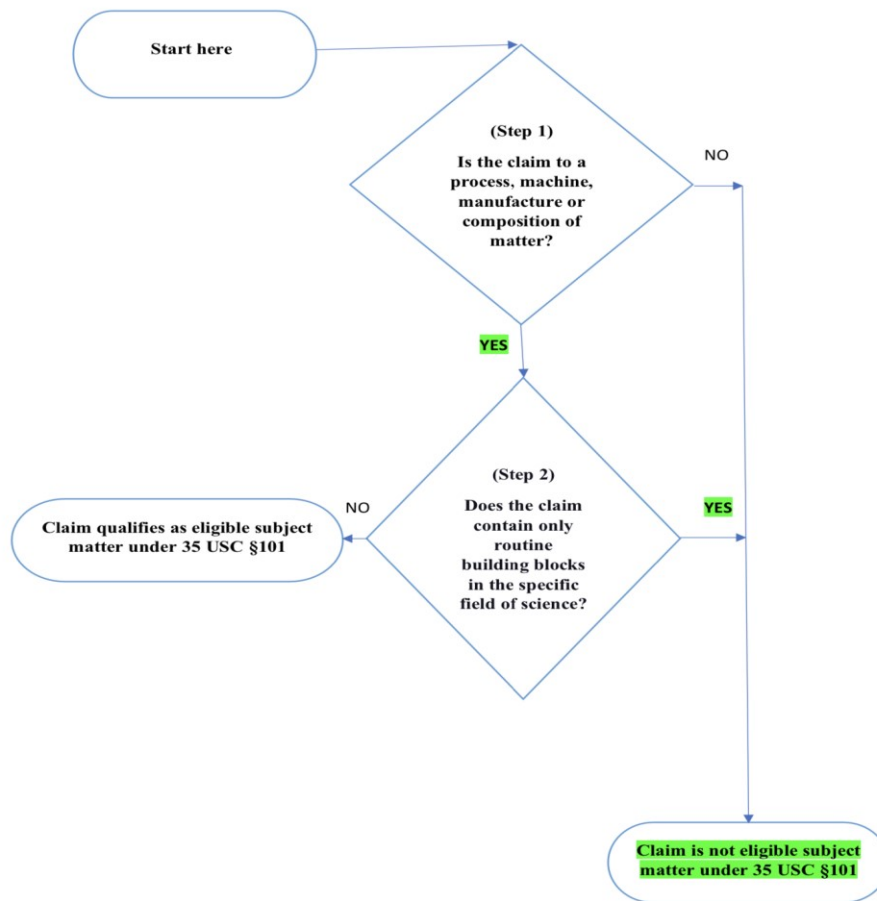 Start here
(Step 1)
Is the claim to a
process, machine,
manufacture or
composition of
matter?
NO
YES
(Step 2)
Does the claim
contain only
routine
building blocks
in the specific
field of science?
NO
Claim qualifies as eligible subject
matter under 35 USC §101
YES
Claim is not eligible subject
matter under 35 USC §101